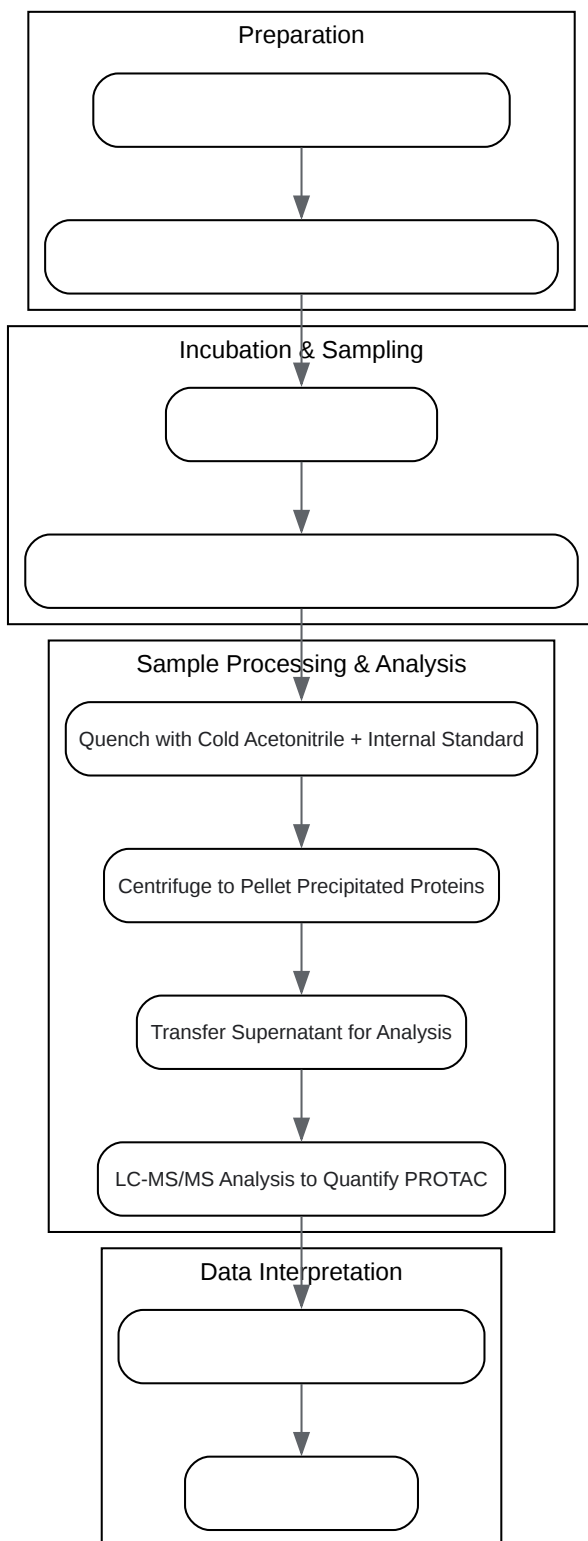 Preparation
Incubation & Sampling
Sample Processing & Analysis
Quench with Cold Acetonitrile + Internal Standard
Centrifuge to Pellet Precipitated Proteins
Transfer Supernatant for Analysis
LC-MS/MS Analysis to Quantify PROTAC
Data Interpretation